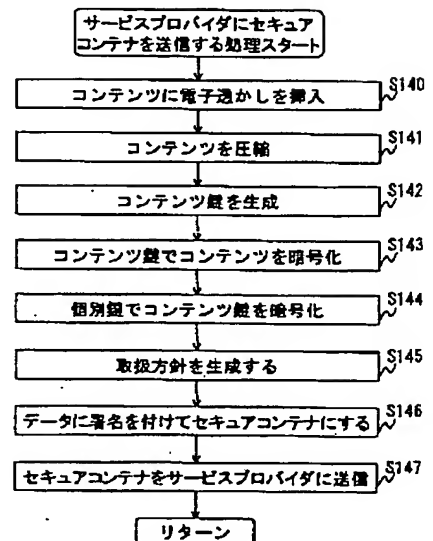 サービスプロバイダにセキュア
コンテナを送信する処理スタート
S140
コンテンツに電子透かしを挿入
S141
コンテンツを圧縮
S142
コンテンツ鍵を生成
S143
コンテンツ鍵でコンテンツを暗号化
S144
個別鍵でコンテンツ鍵を暗号化
S145
取扱方針を生成する
S146
データに署名を付けてセキュアコンテナにする
S147
セキュアコンテナをサービスプロバイダに送信
リターン